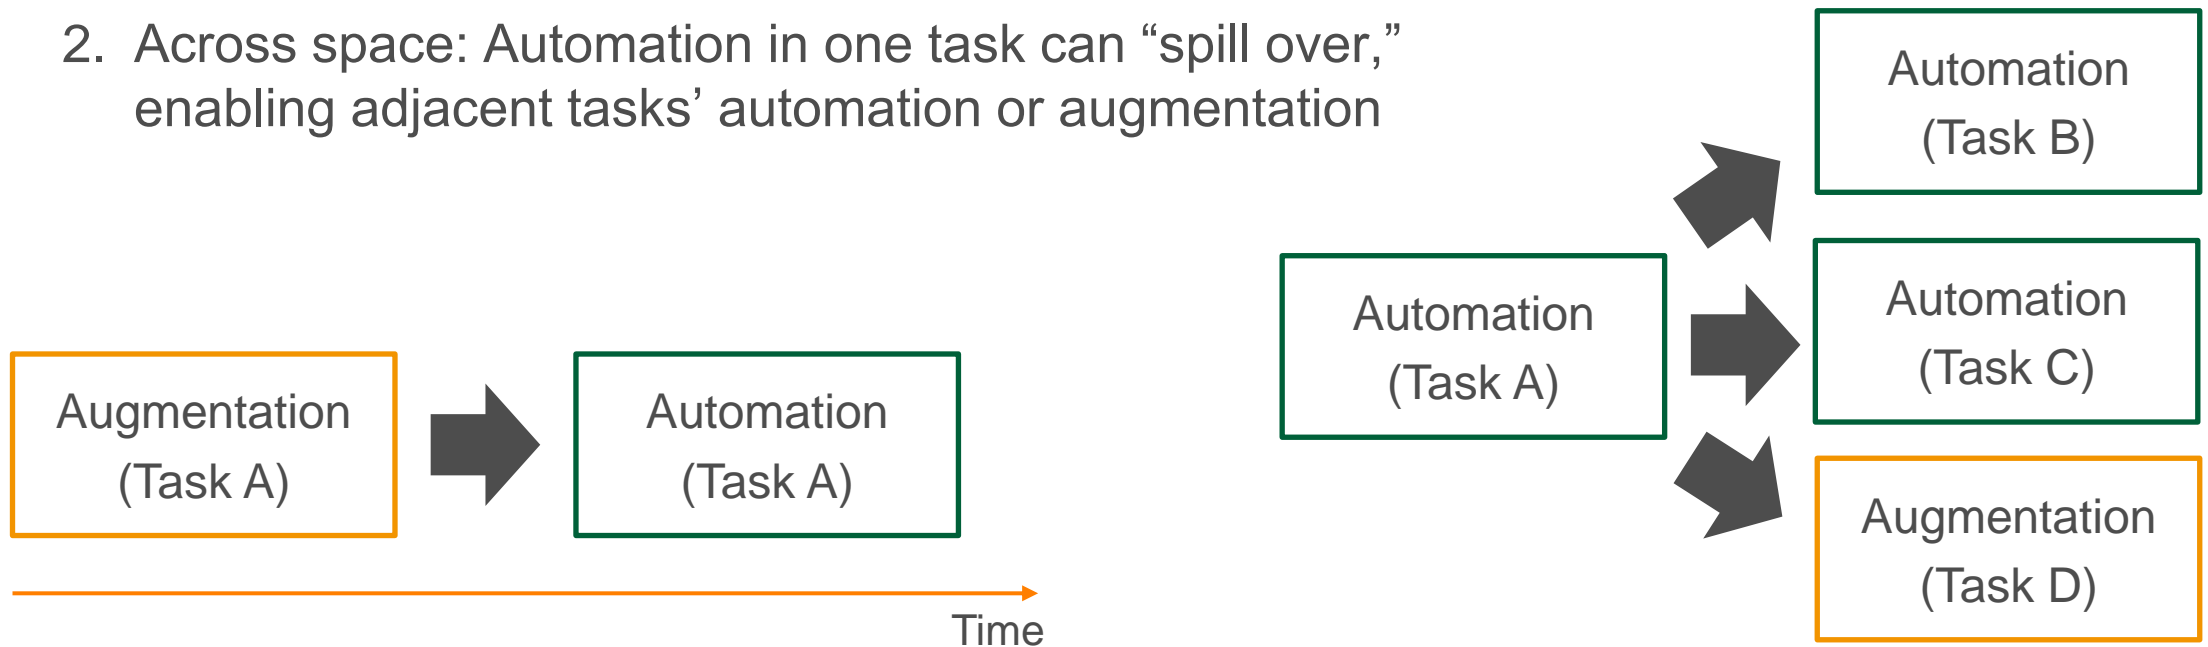 2. Across space: Automation in one task can “spill over,”
enabling adjacent tasks’ automation or augmentation
Augmentation
(Task A)
Automation
(Task A)
Time
Automation
(Task A)
Automation
(Task B)
Automation
(Task C)
Augmentation
(Task D)